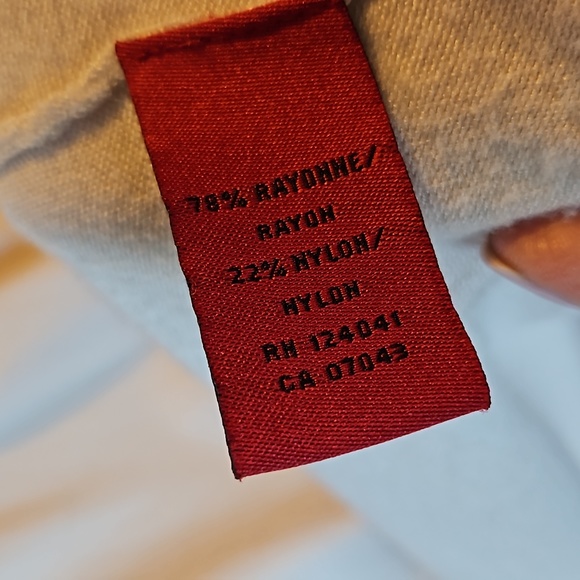 78% RAYONNE/
RAYON
22% NYLON/
NYLON
RN 124041
CA 07043